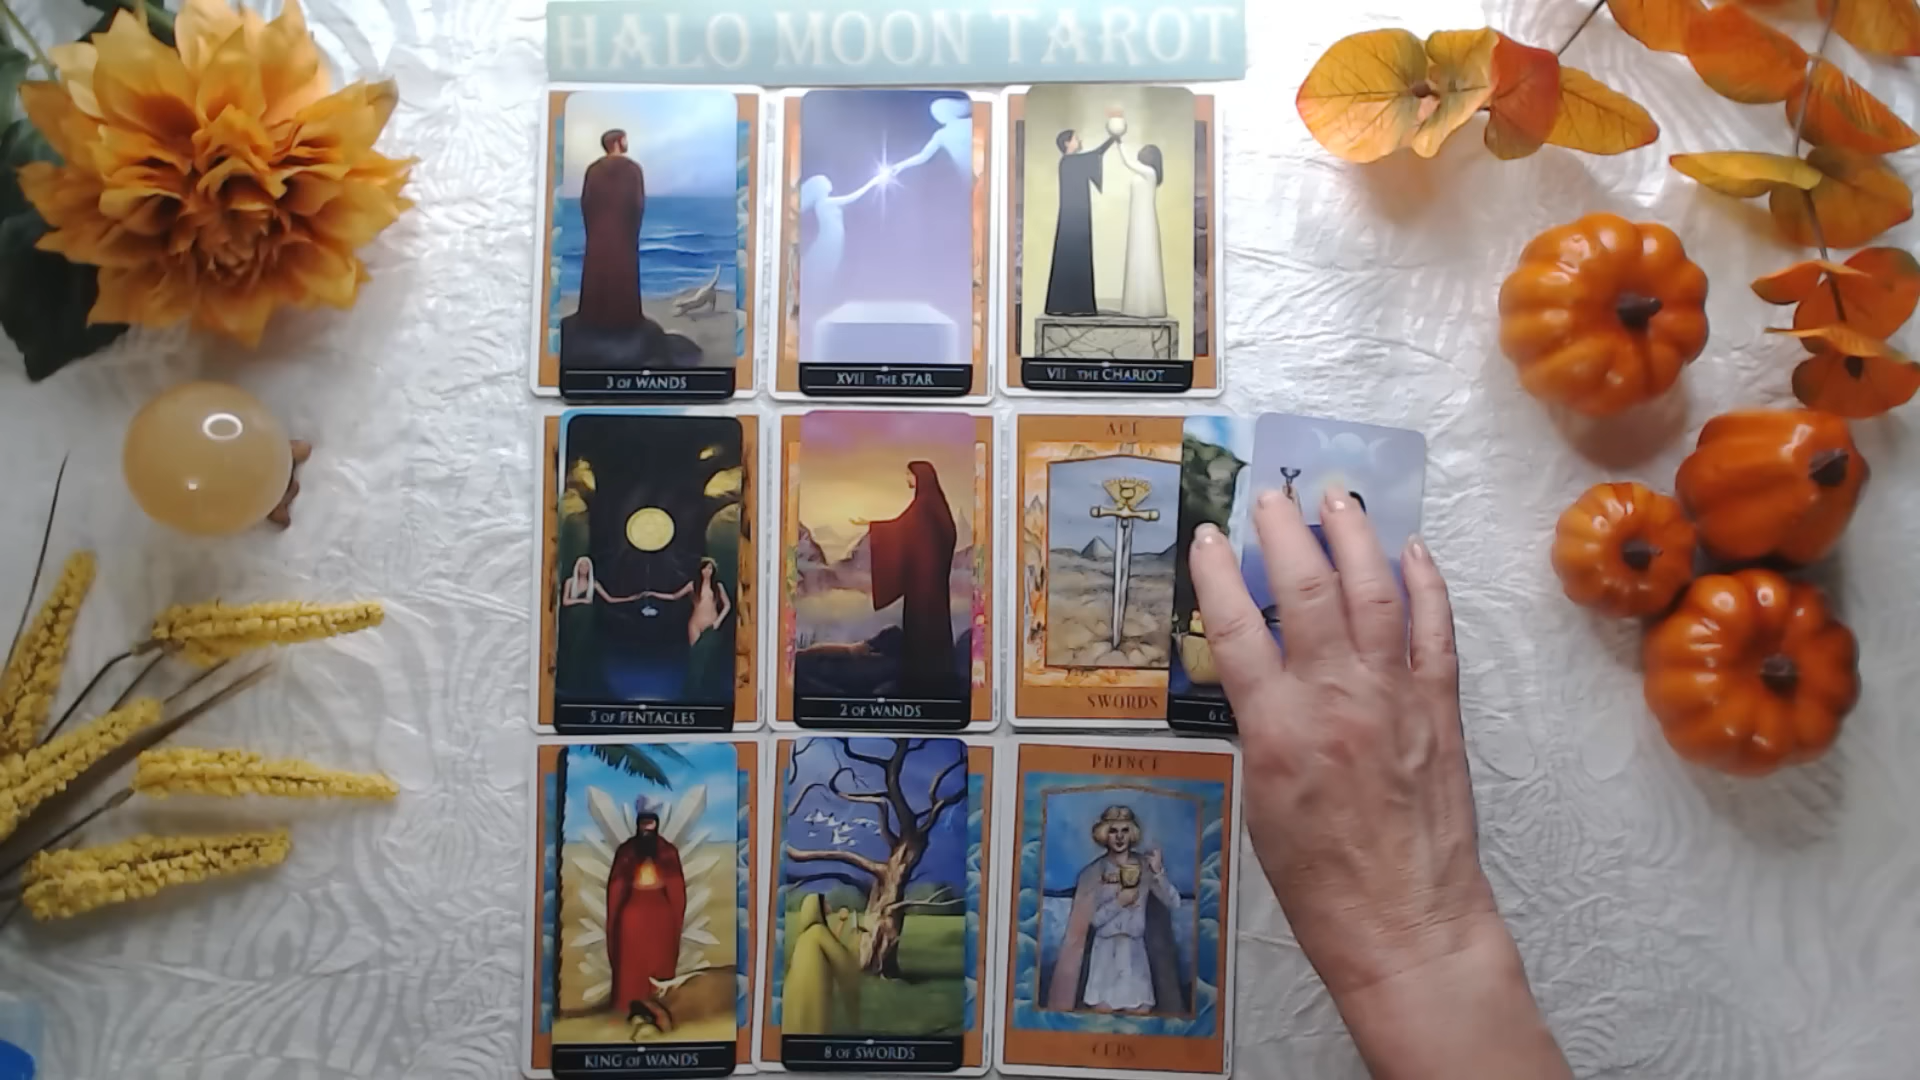 HALO MOON TAROT
3 OF WANDS
XVII THE STAR
VII THE CHARIOT
ACE
SWORDS
5 OF PENTACLES
2 OF WANDS
6
PRINCE
CUPS
KING OF WANDS
8 OF SWORDS